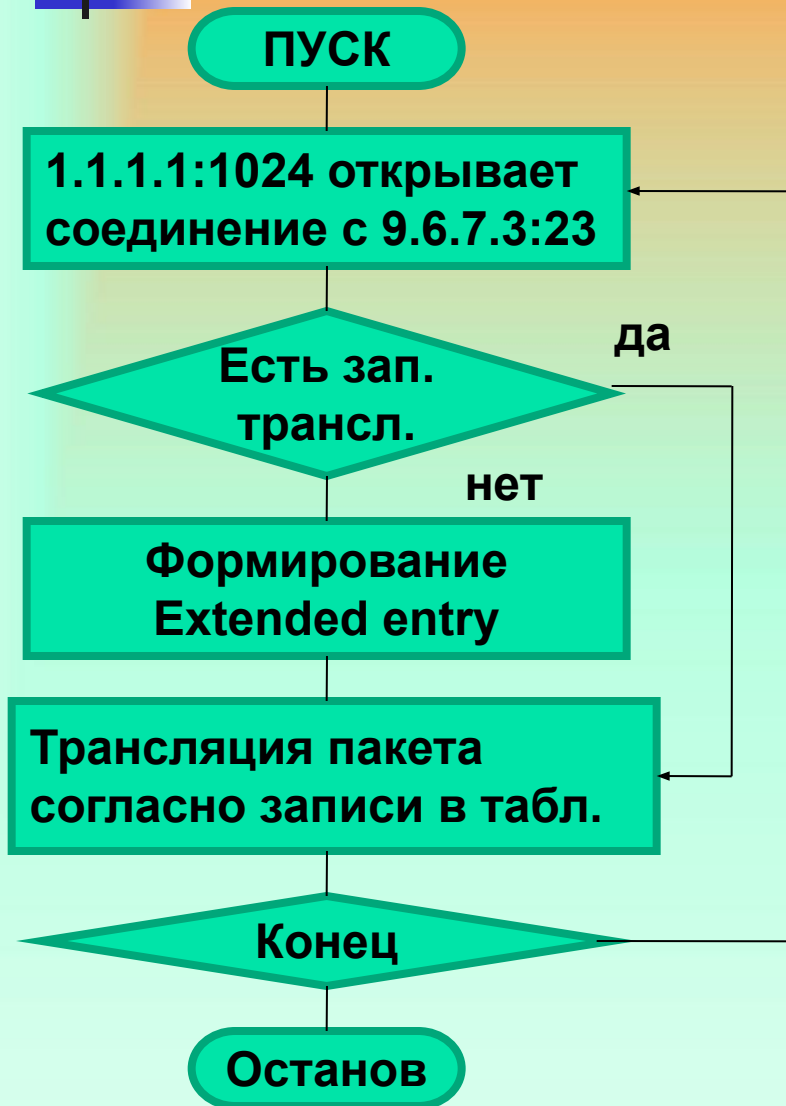 ПУСК
1.1.1.1:1024 открывает
соединение с 9.6.7.3:23
да
Есть зап.
трансл.
нет
Формирование
Extended entry
Трансляция пакета
согласно записи в табл.
Конец
Останов